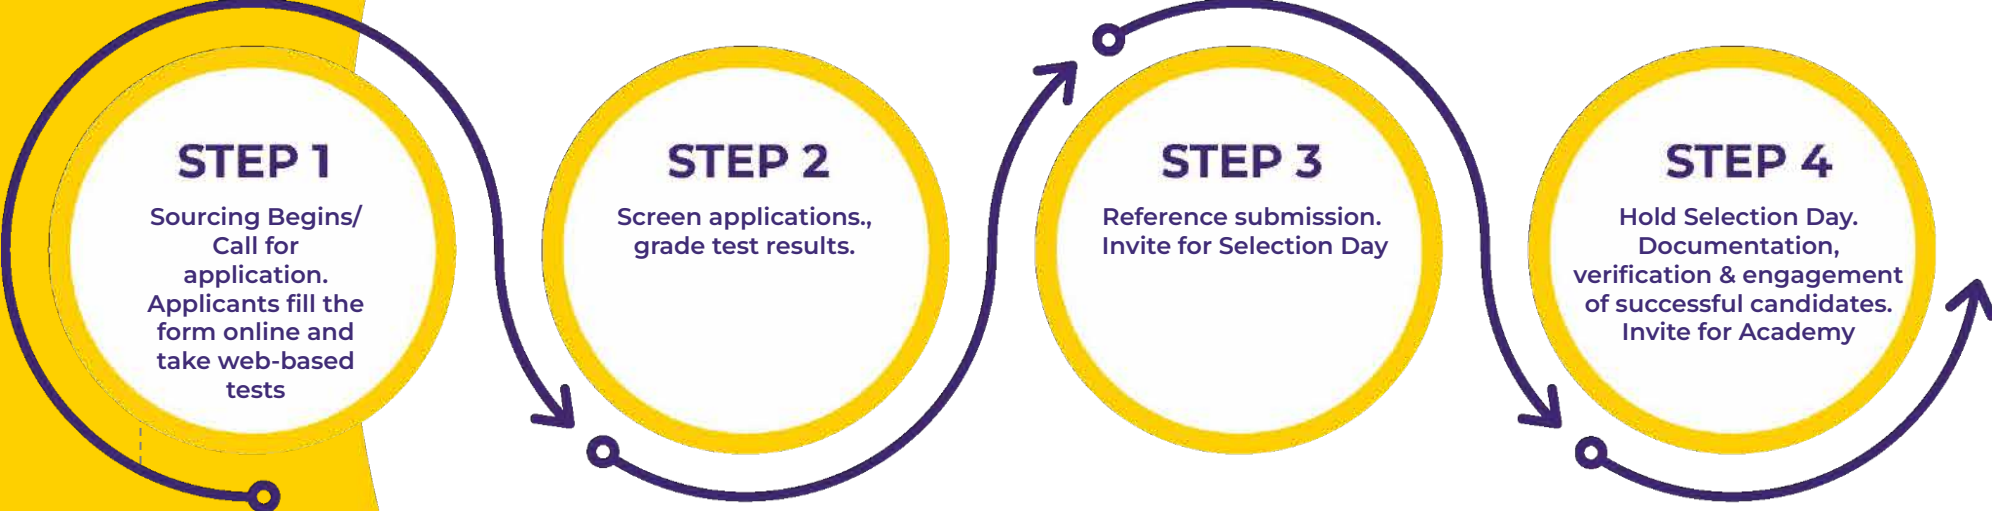 STEP 1
Sourcing Begins/
Call for
application.
Applicants fill the
form online and
take web-based
tests
STEP 2
Screen applications.,
grade test results.
STEP 3
Reference submission.
Invite for Selection Day
STEP 4
Hold Selection Day.
Documentation,
verification & engagement
of successful candidates.
Invite for Academy